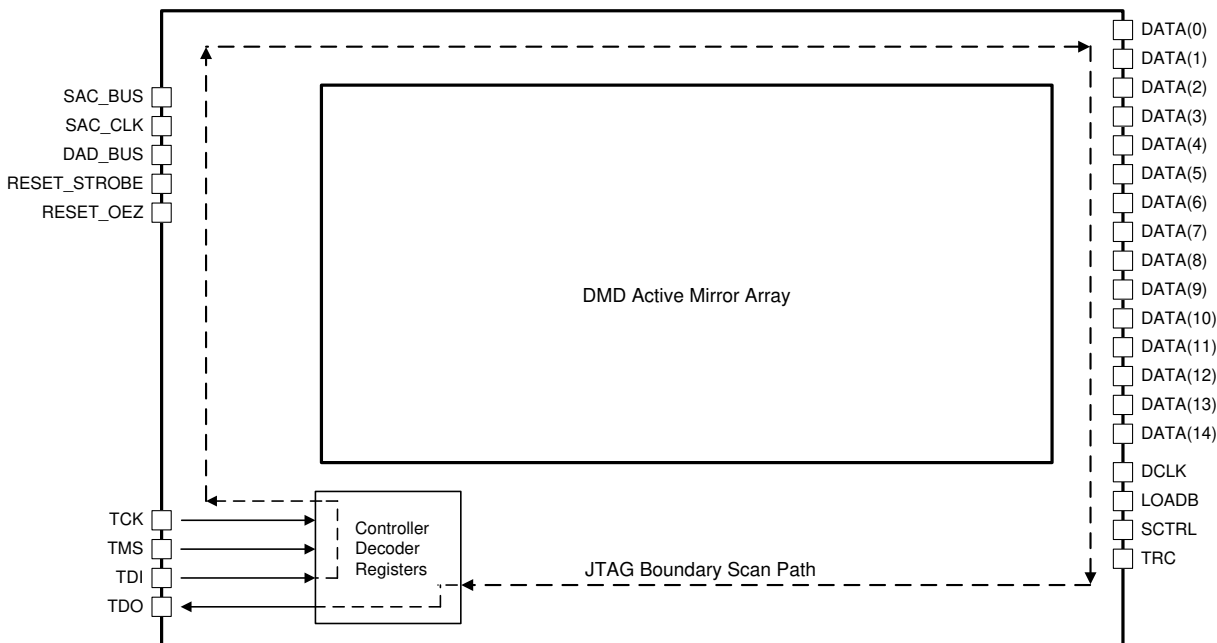 SAC_BUS
SAC_CLK
DAD_BUS
RESET_STROBE
RESET_OEZ
TCK
TMS
TDI
TDO
DMD Active Mirror Array
Controller
Decoder
Registers
JTAG Boundary Scan Path
DATA(0)
DATA(1)
DATA(2)
DATA(3)
DATA(4)
DATA(5)
DATA(6)
DATA(7)
DATA(8)
DATA(9)
DATA(10)
DATA(11)
DATA(12)
DATA(13)
DATA(14)
DCLK
LOADB
SCTRL
TRC